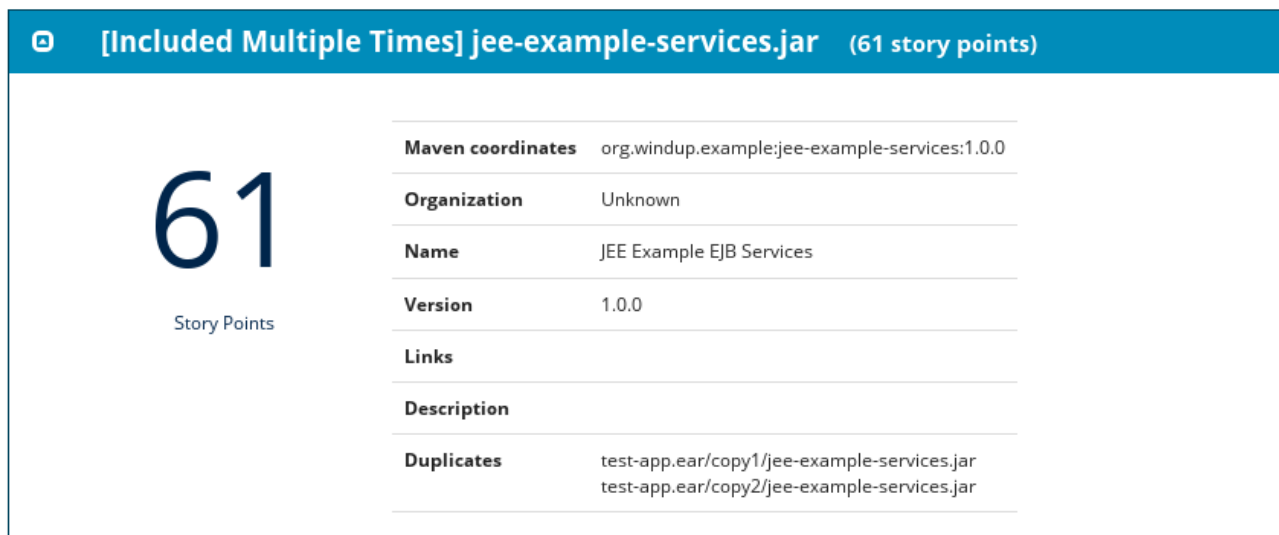 [Included Multiple Times] jee-example-services.jar (61 story points)
61
Story Points
Maven coordinates org.windup.example:jee-example-services:1.0.0
Organization Unknown
Name JEE Example EJB Services
Version 1.0.0
Links
Description
Duplicates test-app.ear/copy1/jee-example-services.jar
test-app.ear/copy2/jee-example-services.jar